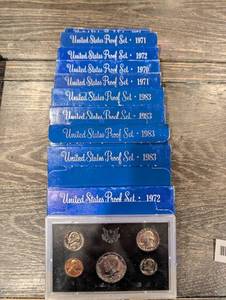 United States Proof Set · 1971
United States Proof Set · 1972
United States Proof Set · 1970
United States Proof Set · 1971
United States Proof Set · 1983
United States Proof Set · 1983
United States Proof Set · 1983
United States Proof Set · 1983
United States Proof Set · 1972